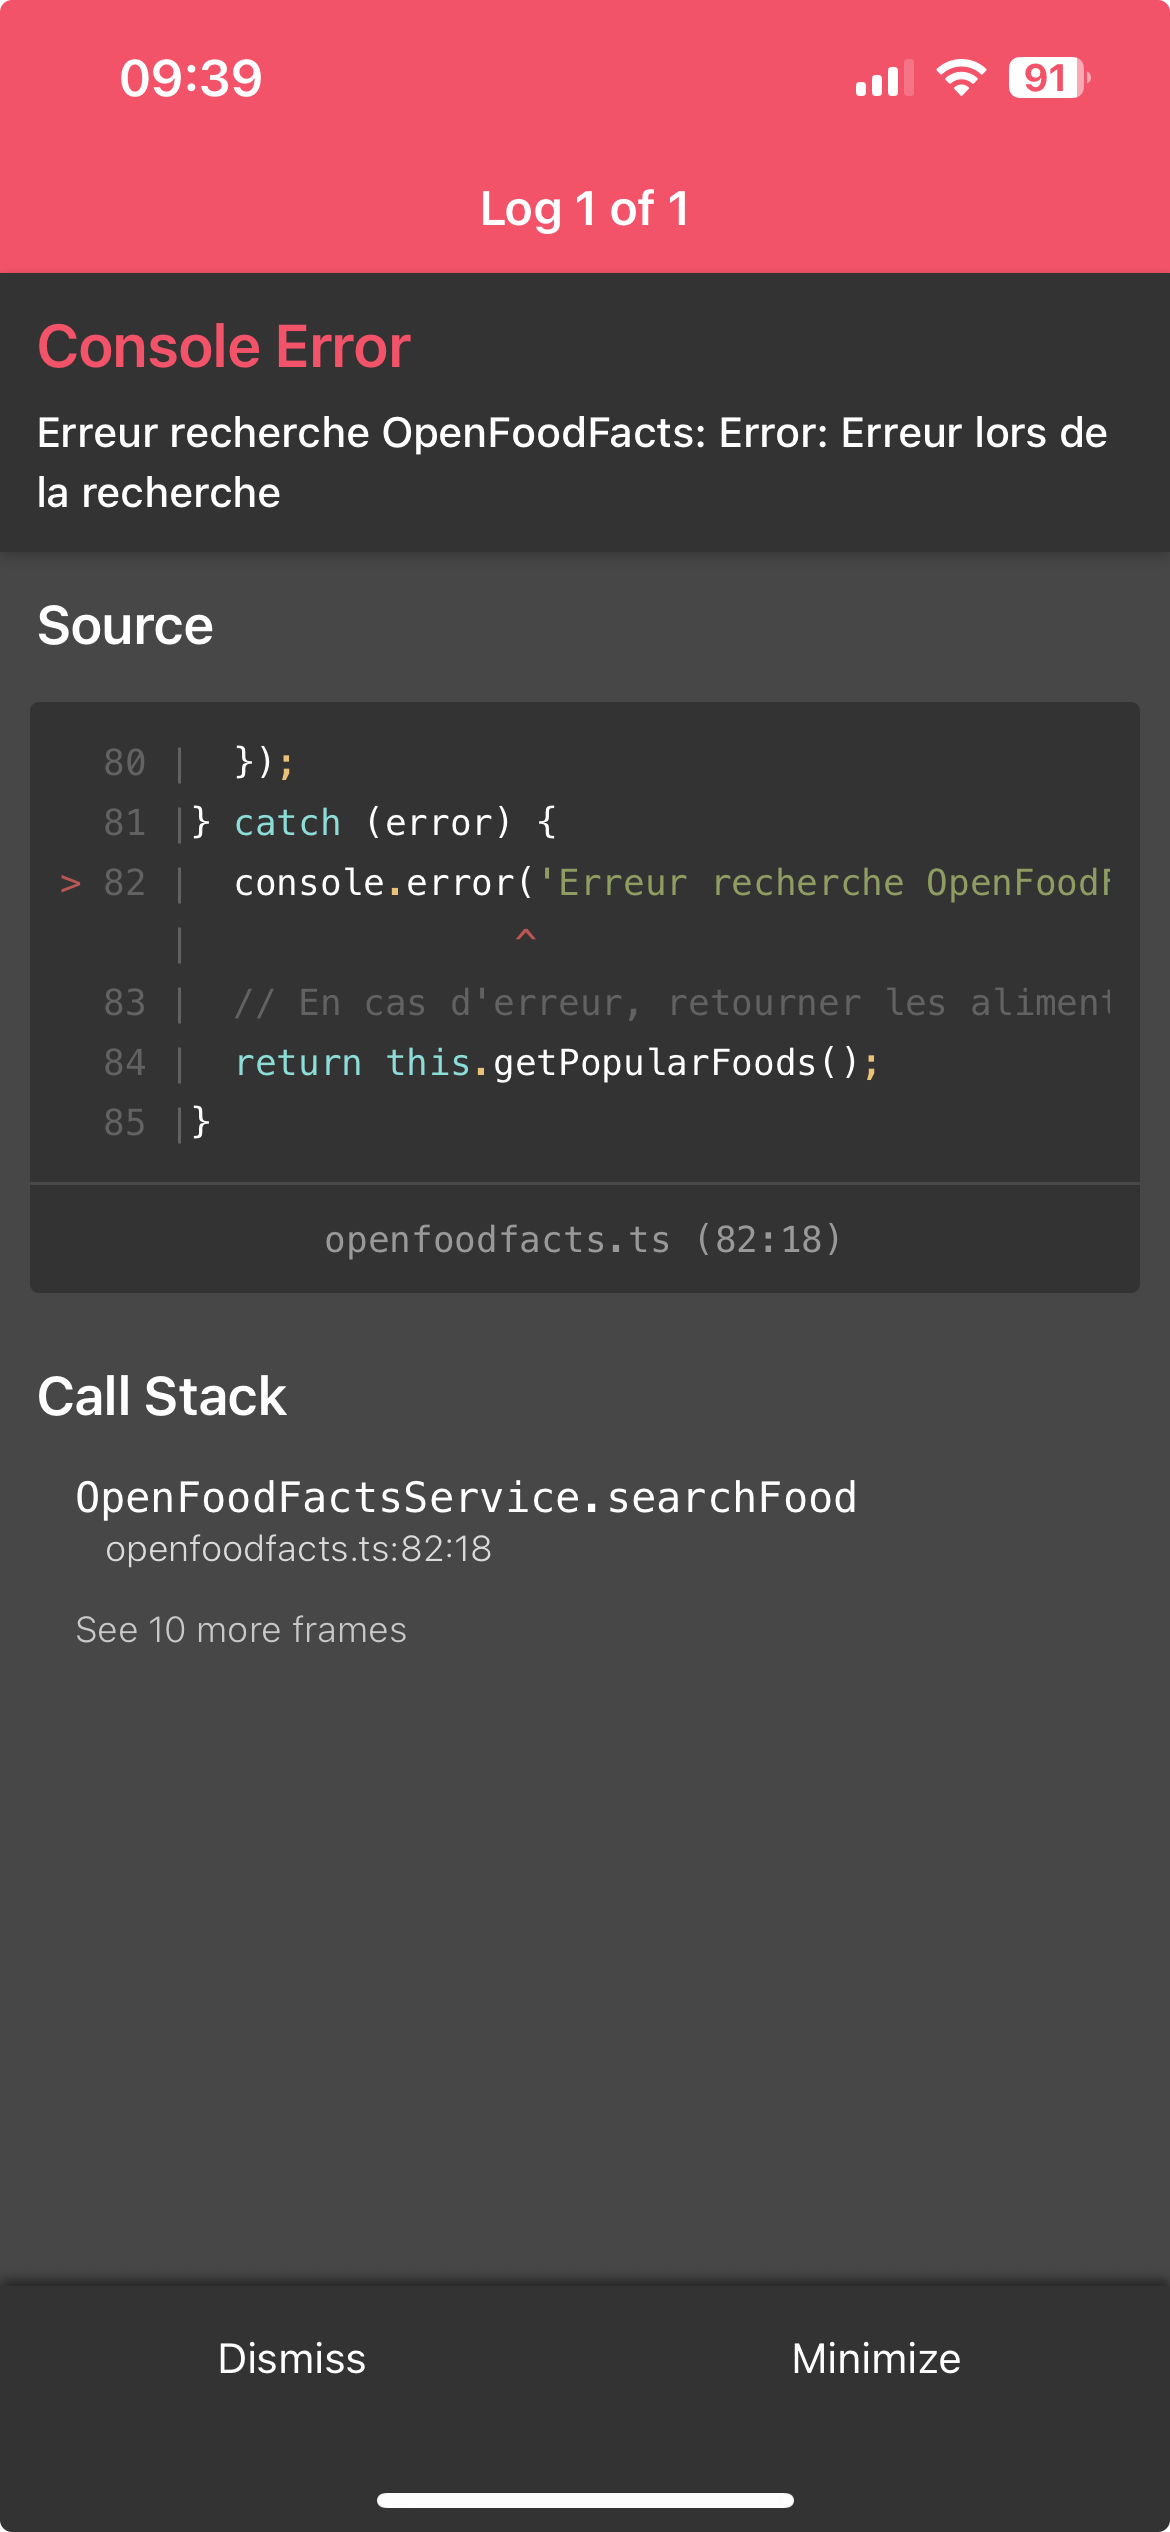 09:39
91
Log 1 of 1
Console Error
Erreur recherche OpenFoodFacts: Error: Erreur lors de
la recherche
Source
80 |  });
81 |} catch (error) {
> 82 |  console.error('Erreur recherche OpenFoodF
|               ^
83 |  // En cas d'erreur, retourner les aliment
84 |  return this.getPopularFoods();
85 |}
openfoodfacts.ts (82:18)
Call Stack
OpenFoodFactsService.searchFood
openfoodfacts.ts:82:18
See 10 more frames
Dismiss
Minimize